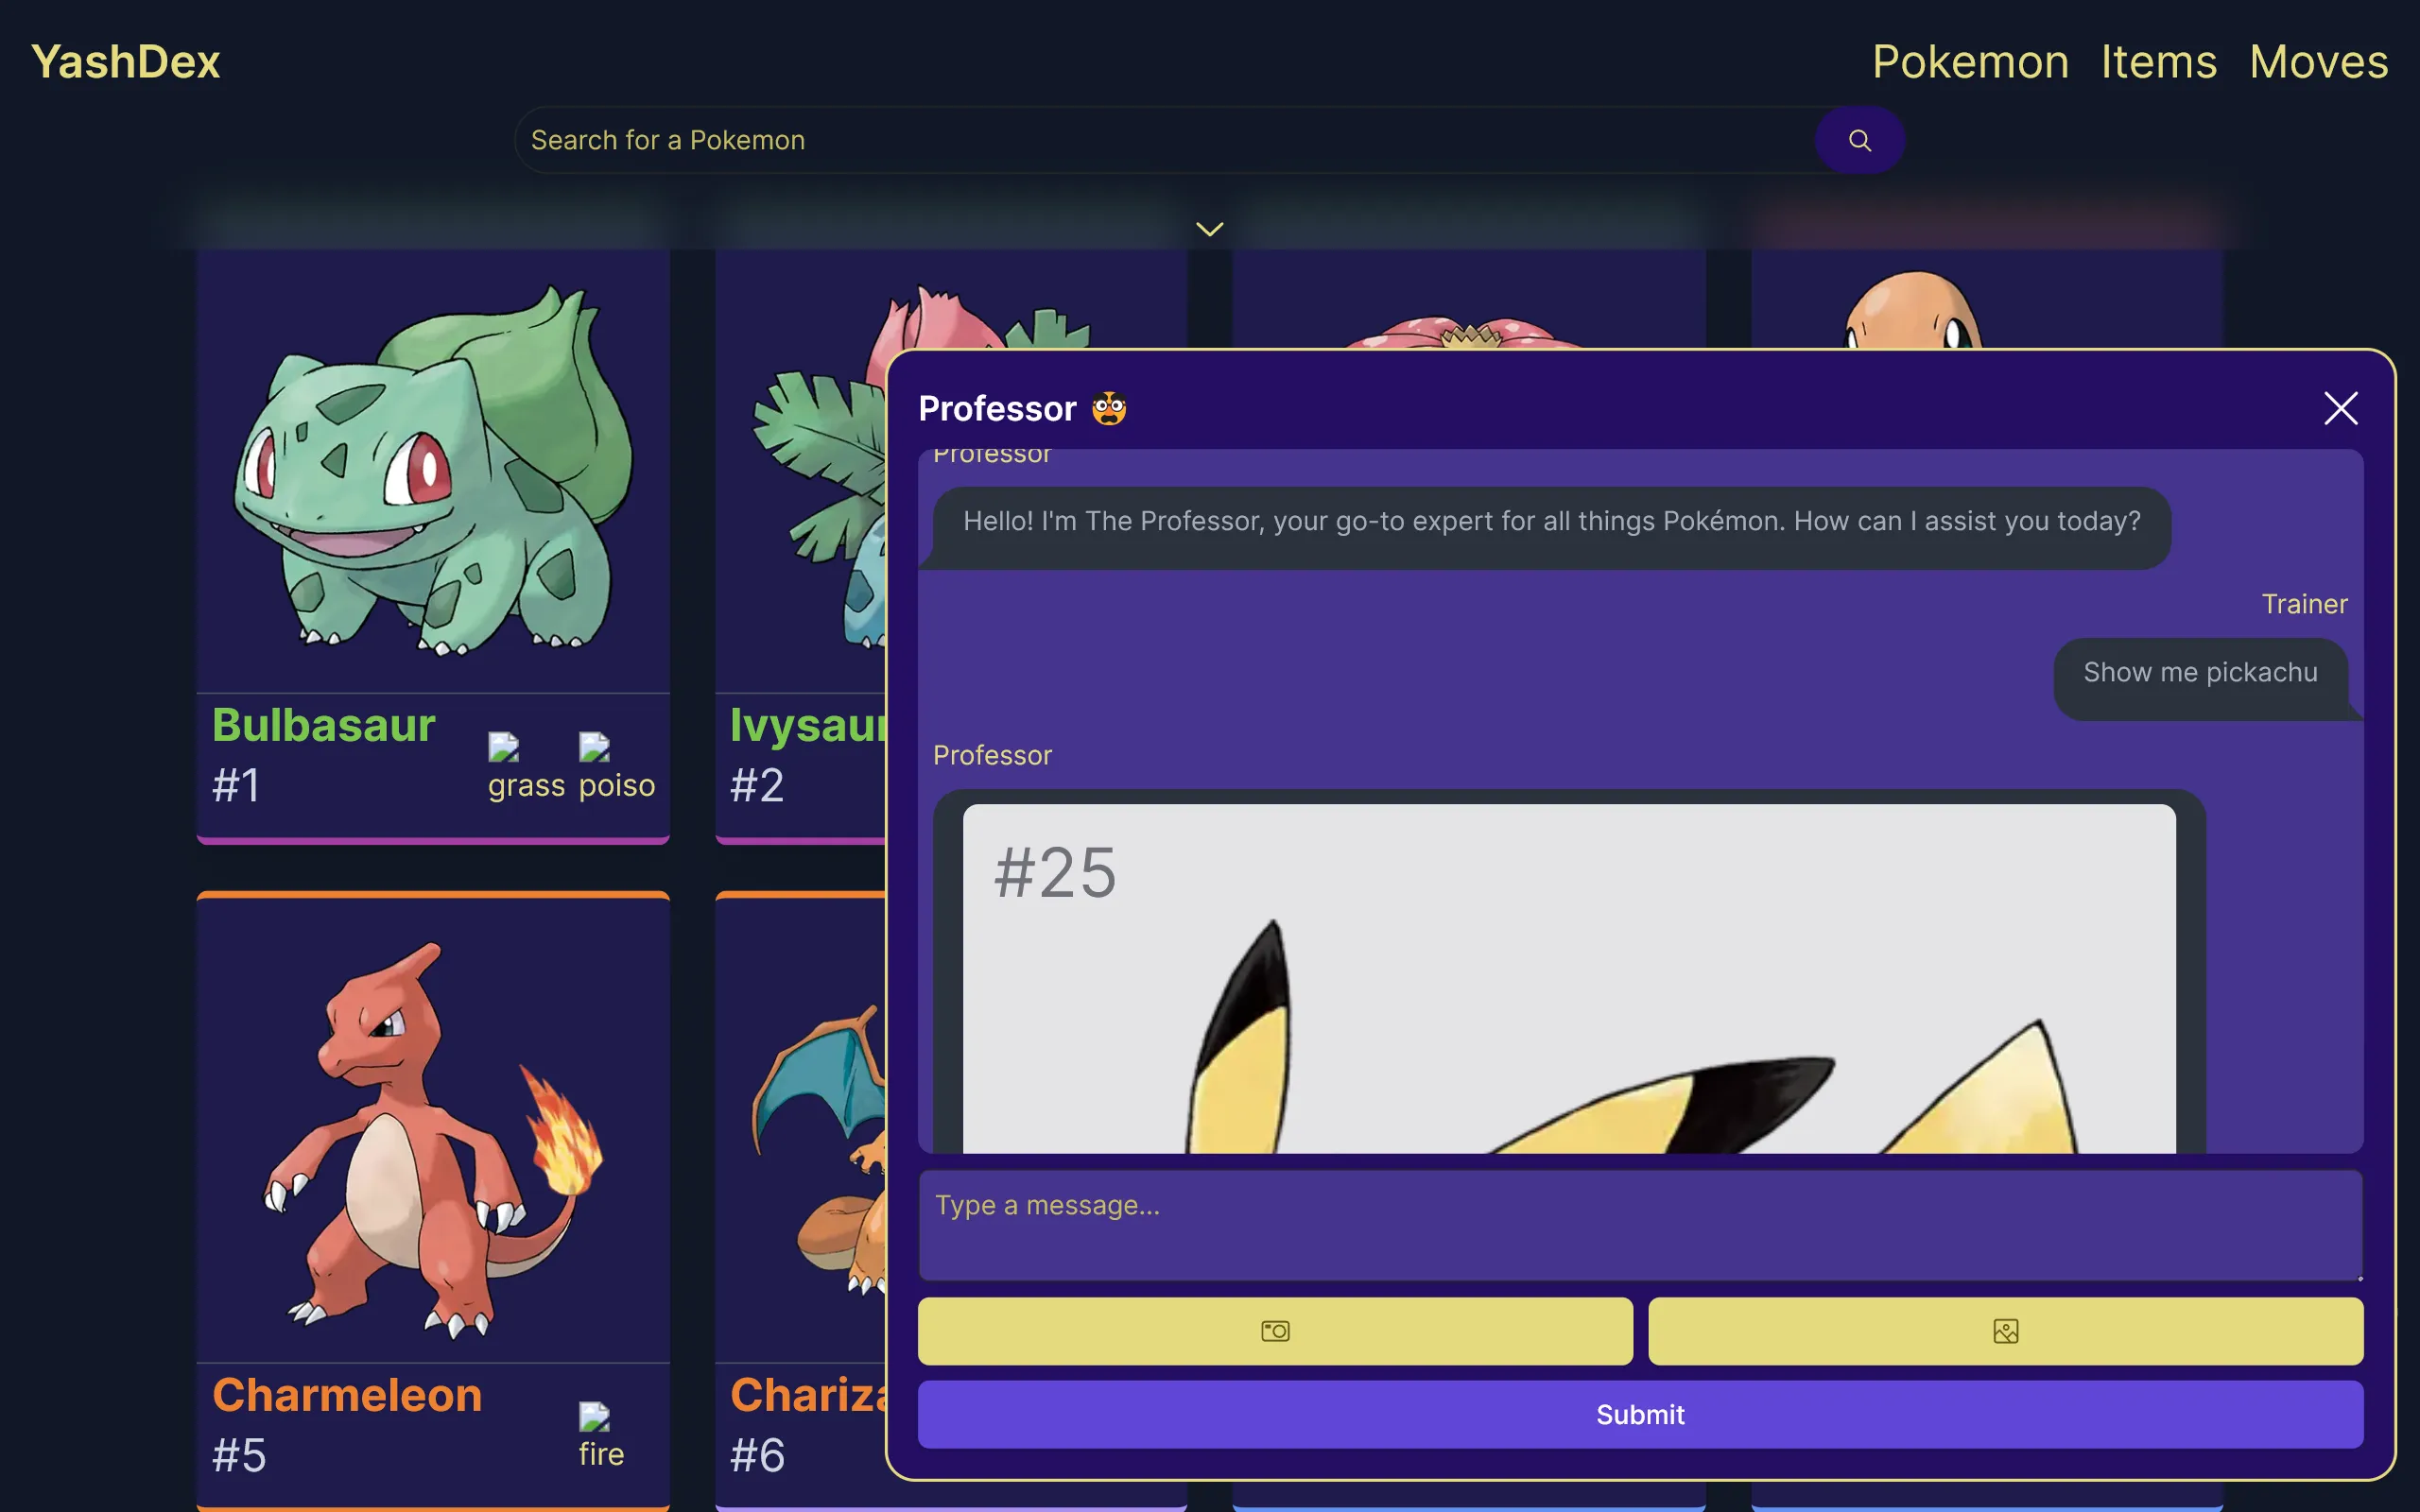 YashDex
Pokemon Items Moves
Search for a Pokemon
Bulbasaur
#1
grass poiso
Ivysaur
#2
Charmeleon
#5
fire
Chariza
#6
Professor
Professor
Hello! I'm The Professor, your go-to expert for all things Pokémon. How can I assist you today?
Trainer
Show me pickachu
Professor
#25
Type a message...
Submit